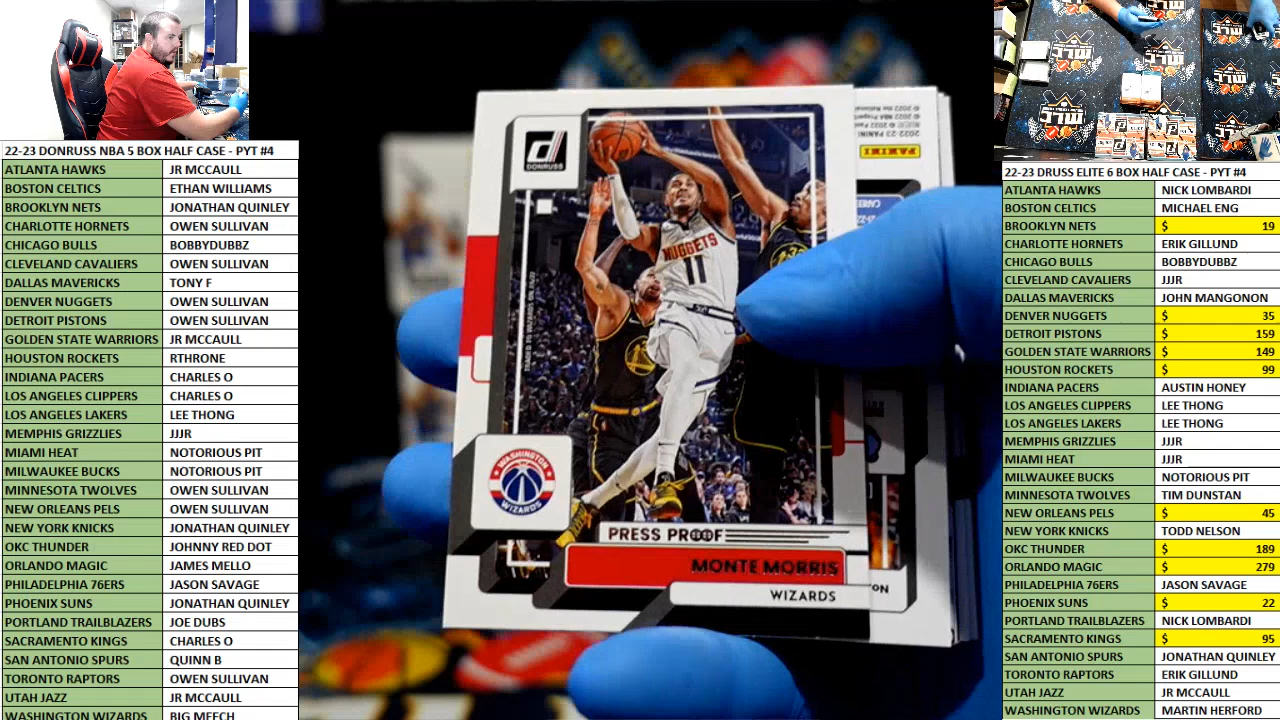 22-23 DONRUSS NBA 5 BOX HALF CASE - PYT #4
ATLANTA HAWKS JR MCCAULL
BOSTON CELTICS ETHAN WILLIAMS
BROOKLYN NETS JONATHAN QUINLEY
CHARLOTTE HORNETS OWEN SULLIVAN
CHICAGO BULLS BOBBYDUBBZ
CLEVELAND CAVALIERS OWEN SULLIVAN
DALLAS MAVERICKS TONY F
DENVER NUGGETS OWEN SULLIVAN
DETROIT PISTONS OWEN SULLIVAN
GOLDEN STATE WARRIORS JR MCCAULL
HOUSTON ROCKETS RTHRONE
INDIANA PACERS CHARLES O
LOS ANGELES CLIPPERS CHARLES O
LOS ANGELES LAKERS LEE THONG
MEMPHIS GRIZZLIES JJJR
MIAMI HEAT NOTORIOUS PIT
MILWAUKEE BUCKS NOTORIOUS PIT
MINNESOTA TWOLVES OWEN SULLIVAN
NEW ORLEANS PELS OWEN SULLIVAN
NEW YORK KNICKS JONATHAN QUINLEY
OKC THUNDER JOHNNY RED DOT
ORLANDO MAGIC JAMES MELLO
PHILADELPHIA 76ERS JASON SAVAGE
PHOENIX SUNS JONATHAN QUINLEY
PORTLAND TRAILBLAZERS JOE DUBS
SACRAMENTO KINGS CHARLES O
SAN ANTONIO SPURS QUINN B
TORONTO RAPTORS OWEN SULLIVAN
UTAH JAZZ JR MCCAULL
WASHINGTON WIZARDS BIG MEECH
DONRUSS
PANINI
NUGGETS
11
WASHINGTON
WIZARDS
PRESS PROOF
MONTE MORRIS
WIZARDS
22-23 DRUSS ELITE 6 BOX HALF CASE - PYT #4
ATLANTA HAWKS NICK LOMBARDI
BOSTON CELTICS MICHAEL ENG
BROOKLYN NETS $ 19
CHARLOTTE HORNETS ERIK GILLUND
CHICAGO BULLS BOBBYDUBBZ
CLEVELAND CAVALIERS JJJR
DALLAS MAVERICKS JOHN MANGONON
DENVER NUGGETS $ 35
DETROIT PISTONS $ 159
GOLDEN STATE WARRIORS $ 149
HOUSTON ROCKETS $ 99
INDIANA PACERS AUSTIN HONEY
LOS ANGELES CLIPPERS LEE THONG
LOS ANGELES LAKERS LEE THONG
MEMPHIS GRIZZLIES JJJR
MIAMI HEAT JJJR
MILWAUKEE BUCKS NOTORIOUS PIT
MINNESOTA TWOLVES TIM DUNSTAN
NEW ORLEANS PELS $ 45
NEW YORK KNICKS TODD NELSON
OKC THUNDER $ 189
ORLANDO MAGIC $ 279
PHILADELPHIA 76ERS JASON SAVAGE
PHOENIX SUNS $ 22
PORTLAND TRAILBLAZERS NICK LOMBARDI
SACRAMENTO KINGS $ 95
SAN ANTONIO SPURS JONATHAN QUINLEY
TORONTO RAPTORS ERIK GILLUND
UTAH JAZZ JR MCCAULL
WASHINGTON WIZARDS MARTIN HERFORD